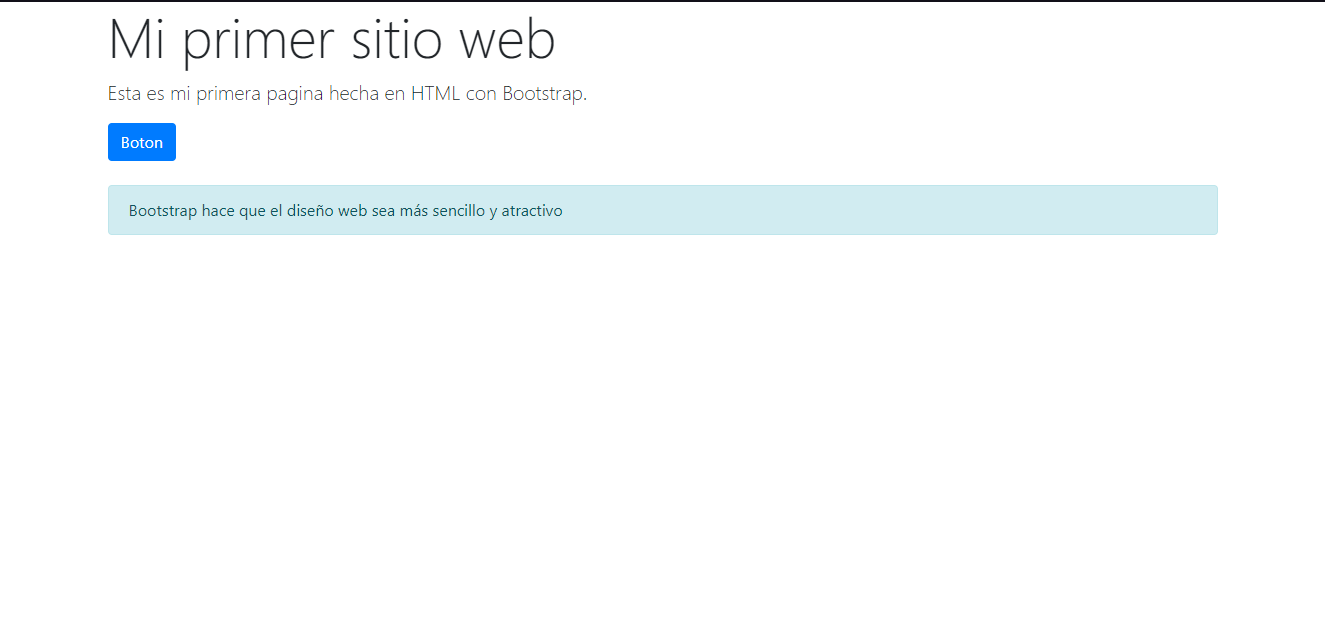 Mi primer sitio web
Esta es mi primera pagina hecha en HTML con Bootstrap.
Boton
Bootstrap hace que el diseño web sea más sencillo y atractivo